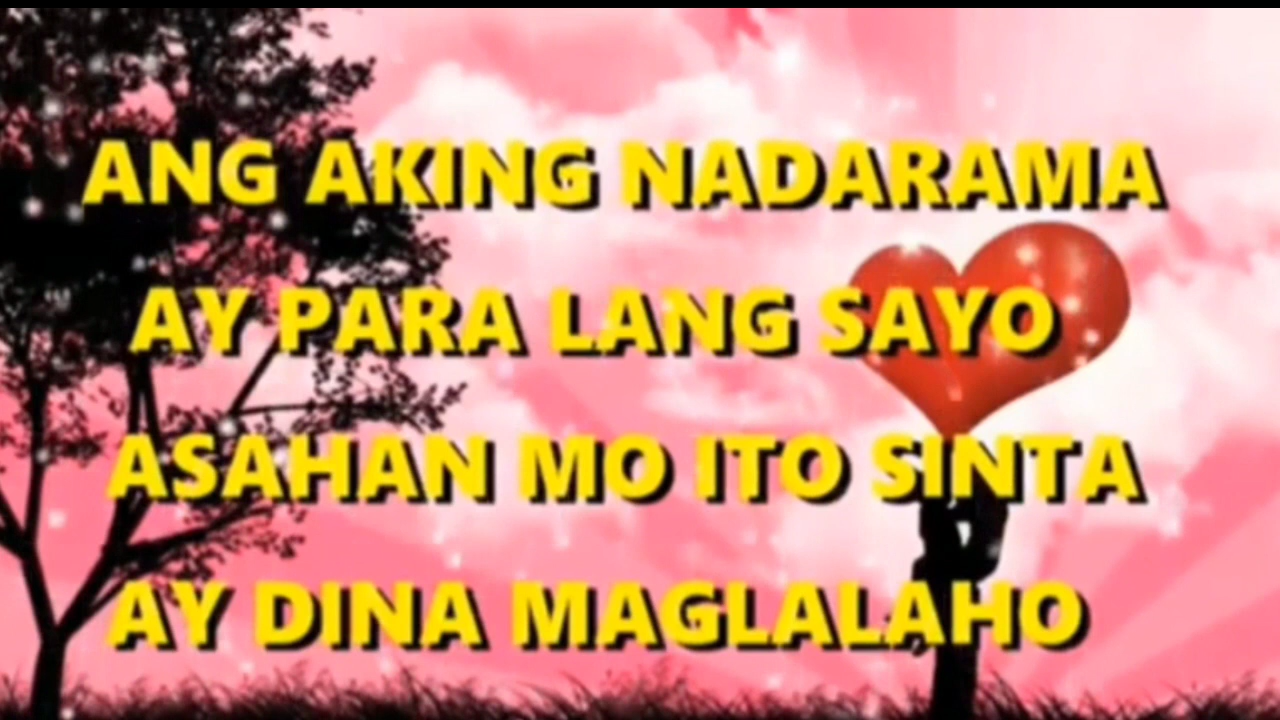 ANG AKING NADARAMA
AY PARA LANG SAYO
ASAHAN MO ITO SINTA
AY DINA MAGLALAHO